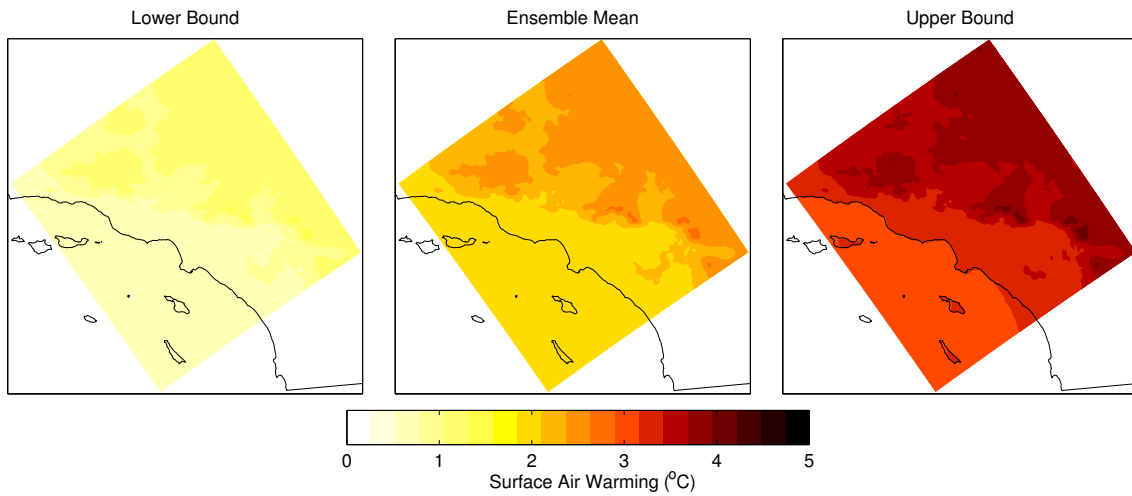 Lower Bound
Ensemble Mean
Upper Bound
0 1 2 3 4 5
Surface Air Warming (°C)